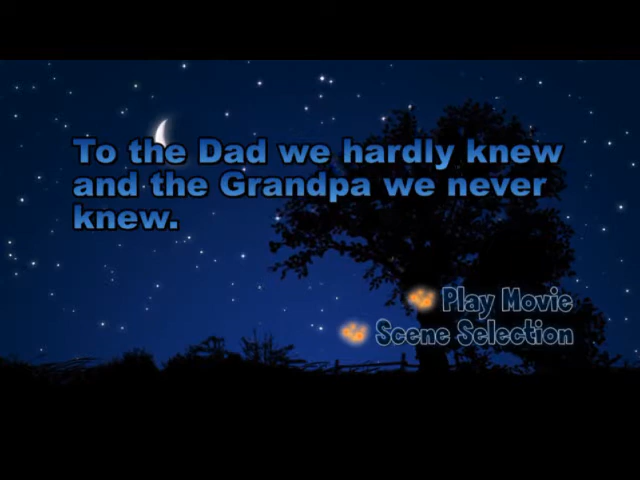 To the Dad we hardly knew
and the Grandpa we never
knew.
Play Movie
Scene Selection